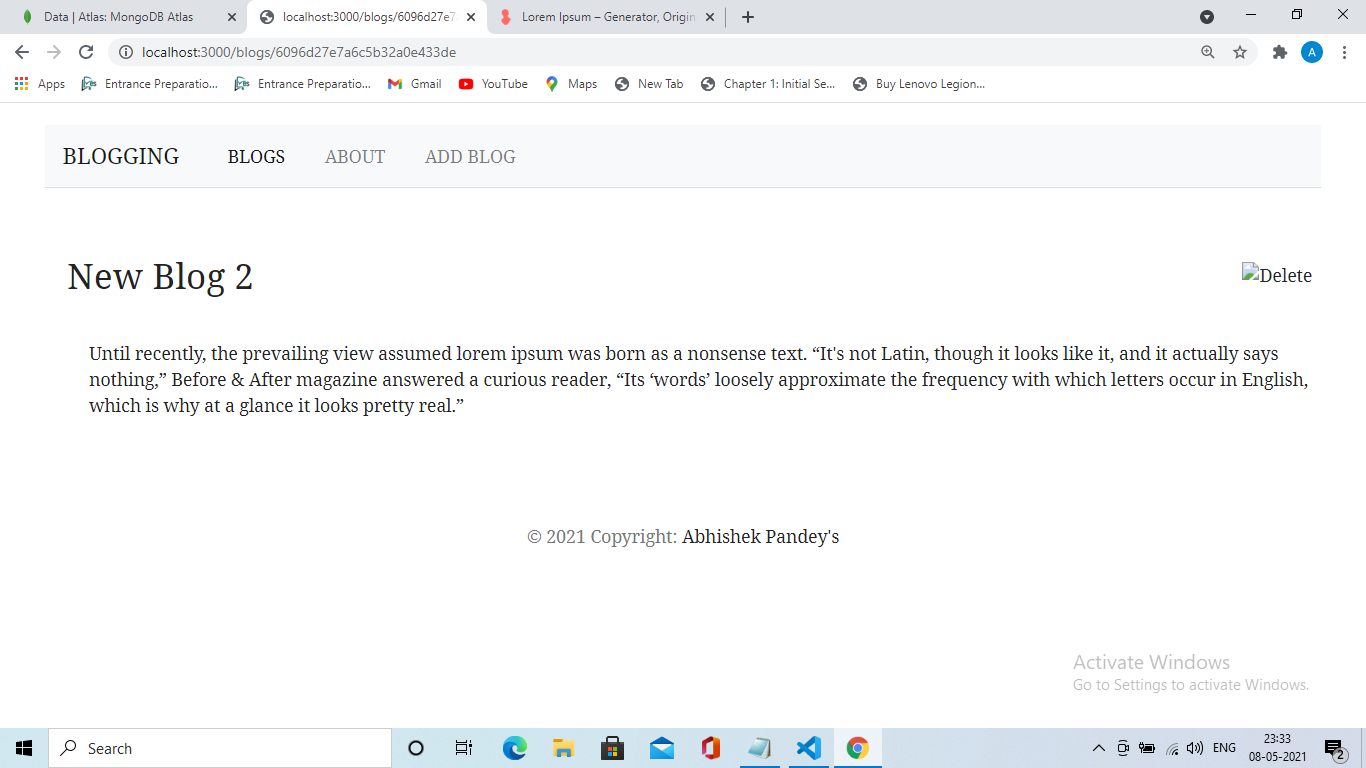 Data | Atlas: MongoDB Atlas
localhost:3000/blogs/6096d27e7
Lorem Ipsum – Generator, Origin
localhost:3000/blogs/6096d27e7a6c5b32a0e433de
A
Apps
Entrance Preparatio...
Entrance Preparatio...
Gmail
YouTube
Maps
New Tab
Chapter 1: Initial Se...
Buy Lenovo Legion...
BLOGGING
BLOGS
ABOUT
ADD BLOG
New Blog 2
Delete
Until recently, the prevailing view assumed lorem ipsum was born as a nonsense text. “It's not Latin, though it looks like it, and it actually says
nothing,” Before & After magazine answered a curious reader, “Its ‘words’ loosely approximate the frequency with which letters occur in English,
which is why at a glance it looks pretty real.”
© 2021 Copyright: Abhishek Pandey's
Activate Windows
Go to Settings to activate Windows.
Search
ENG
23:33
08-05-2021
2